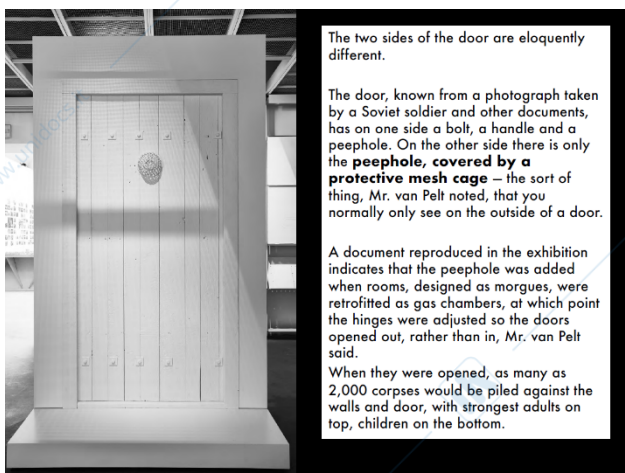 The two sides of the door are eloquently
different.
The door, known from a photograph taken
by a Soviet soldier and other documents,
has on one side a bolt, a handle and a
peephole. On the other side there is only
the peephole, covered by a
protective mesh cage – the sort of
thing, Mr. van Pelt noted, that you
normally only see on the outside of a door.
A document reproduced in the exhibition
indicates that the peephole was added
when rooms, designed as morgues, were
retrofitted as gas chambers, at which point
the hinges were adjusted so the doors
opened out, rather than in, Mr. van Pelt
said.
When they were opened, as many as
2,000 corpses would be piled against the
walls and door, with strongest adults on
top, children on the bottom.